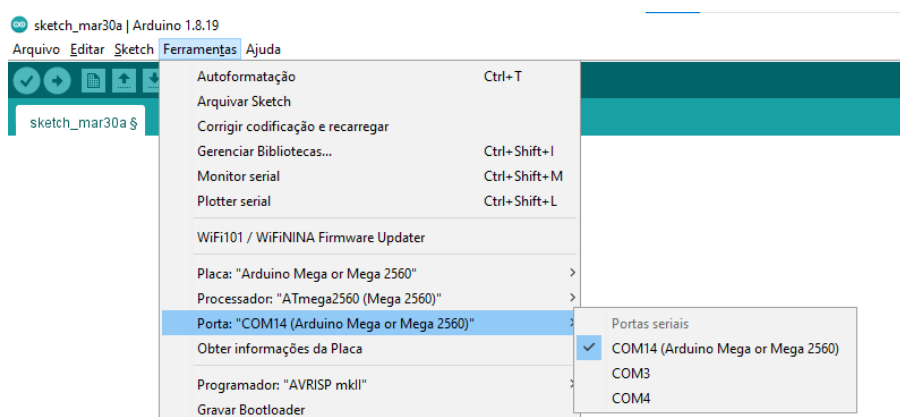 sketch_mar30a | Arduino 1.8.19
Arquivo Editar Sketch Ferramentas Ajuda
sketch_mar30a §
Autoformatação Ctrl+T
Arquivar Sketch
Corrigir codificação e recarregar
Gerenciar Bibliotecas... Ctrl+Shift+I
Monitor serial Ctrl+Shift+M
Plotter serial Ctrl+Shift+L
WiFi101 / WiFiNINA Firmware Updater
Placa: "Arduino Mega or Mega 2560"
Processador: "ATmega2560 (Mega 2560)"
Porta: "COM14 (Arduino Mega or Mega 2560)"
Obter informações da Placa
Programador: "AVRISP mkII"
Gravar Bootloader
Portas seriais
COM14 (Arduino Mega or Mega 2560)
COM3
COM4